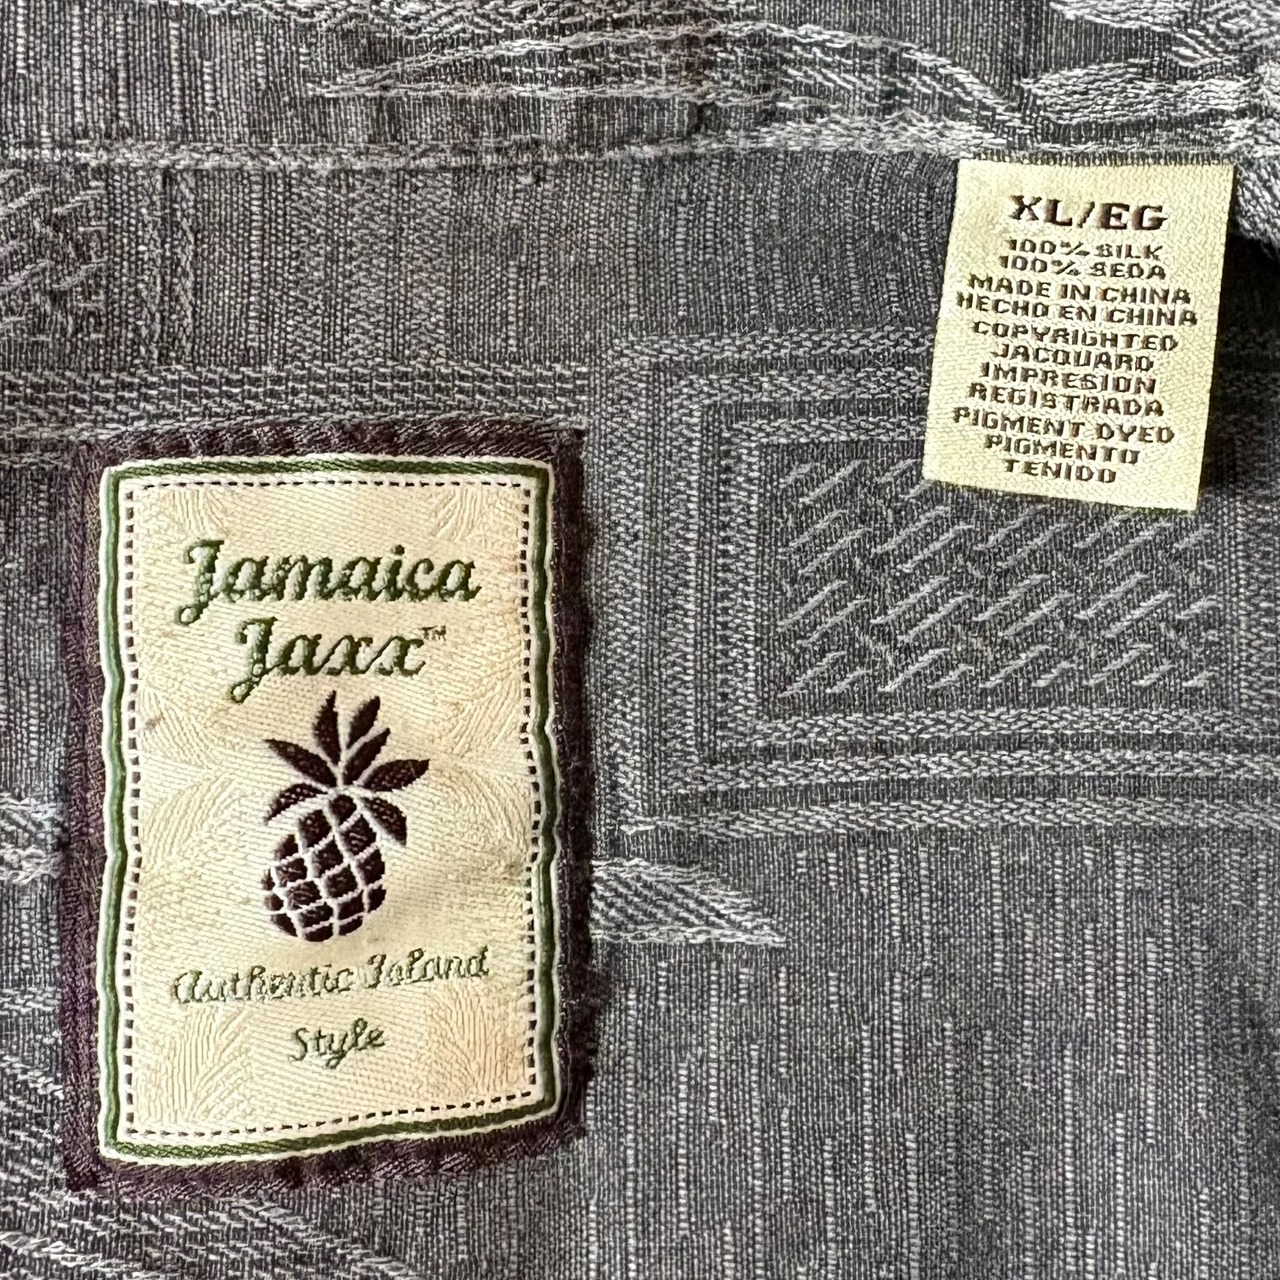 Jamaica
Jaxx™
Authentic Island
Style
XL/EG
100% SILK
100% SEDA
MADE IN CHINA
HECHO EN CHINA
COPYRIGHTED
JACQUARD
IMPRESION
REGISTRADA
PIGMENT DYED
PIGMENTO
TENIDO